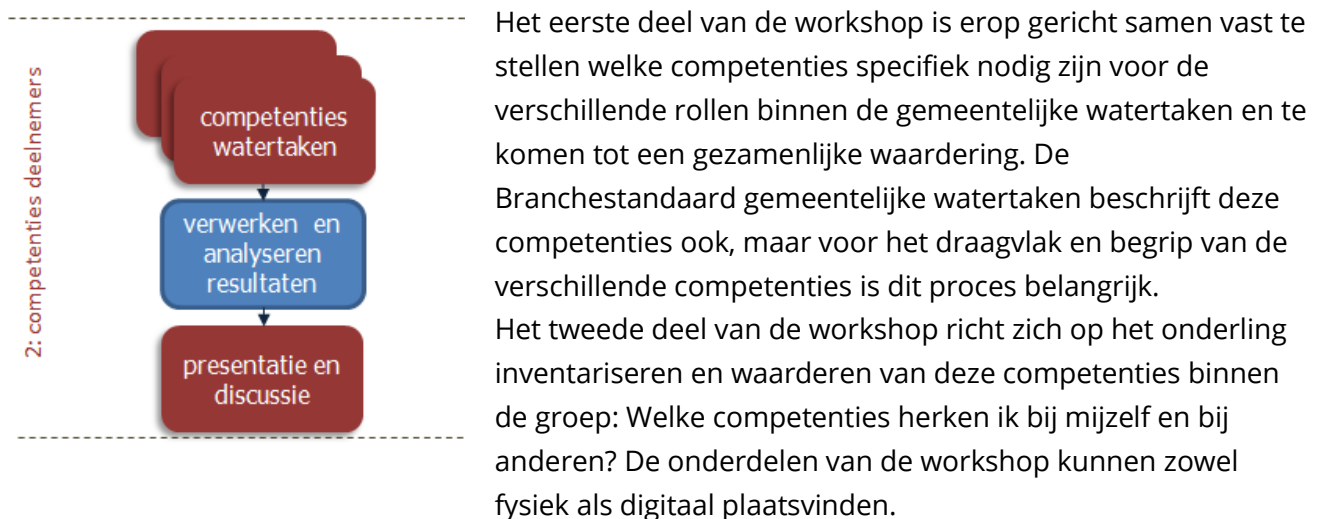 2: competenties deelnemers
competenties
watertaken
verwerken en
analyseren
resultaten
presentatie en
discussie
Het eerste deel van de workshop is erop gericht samen vast te
stellen welke competenties specifiek nodig zijn voor de
verschillende rollen binnen de gemeentelijke watertaken en te
komen tot een gezamenlijke waardering. De
Branchestandaard gemeentelijke watertaken beschrijft deze
competenties ook, maar voor het draagvlak en begrip van de
verschillende competenties is dit proces belangrijk.
Het tweede deel van de workshop richt zich op het onderling
inventariseren en waarderen van deze competenties binnen
de groep: Welke competenties herken ik bij mijzelf en bij
anderen? De onderdelen van de workshop kunnen zowel
fysiek als digitaal plaatsvinden.